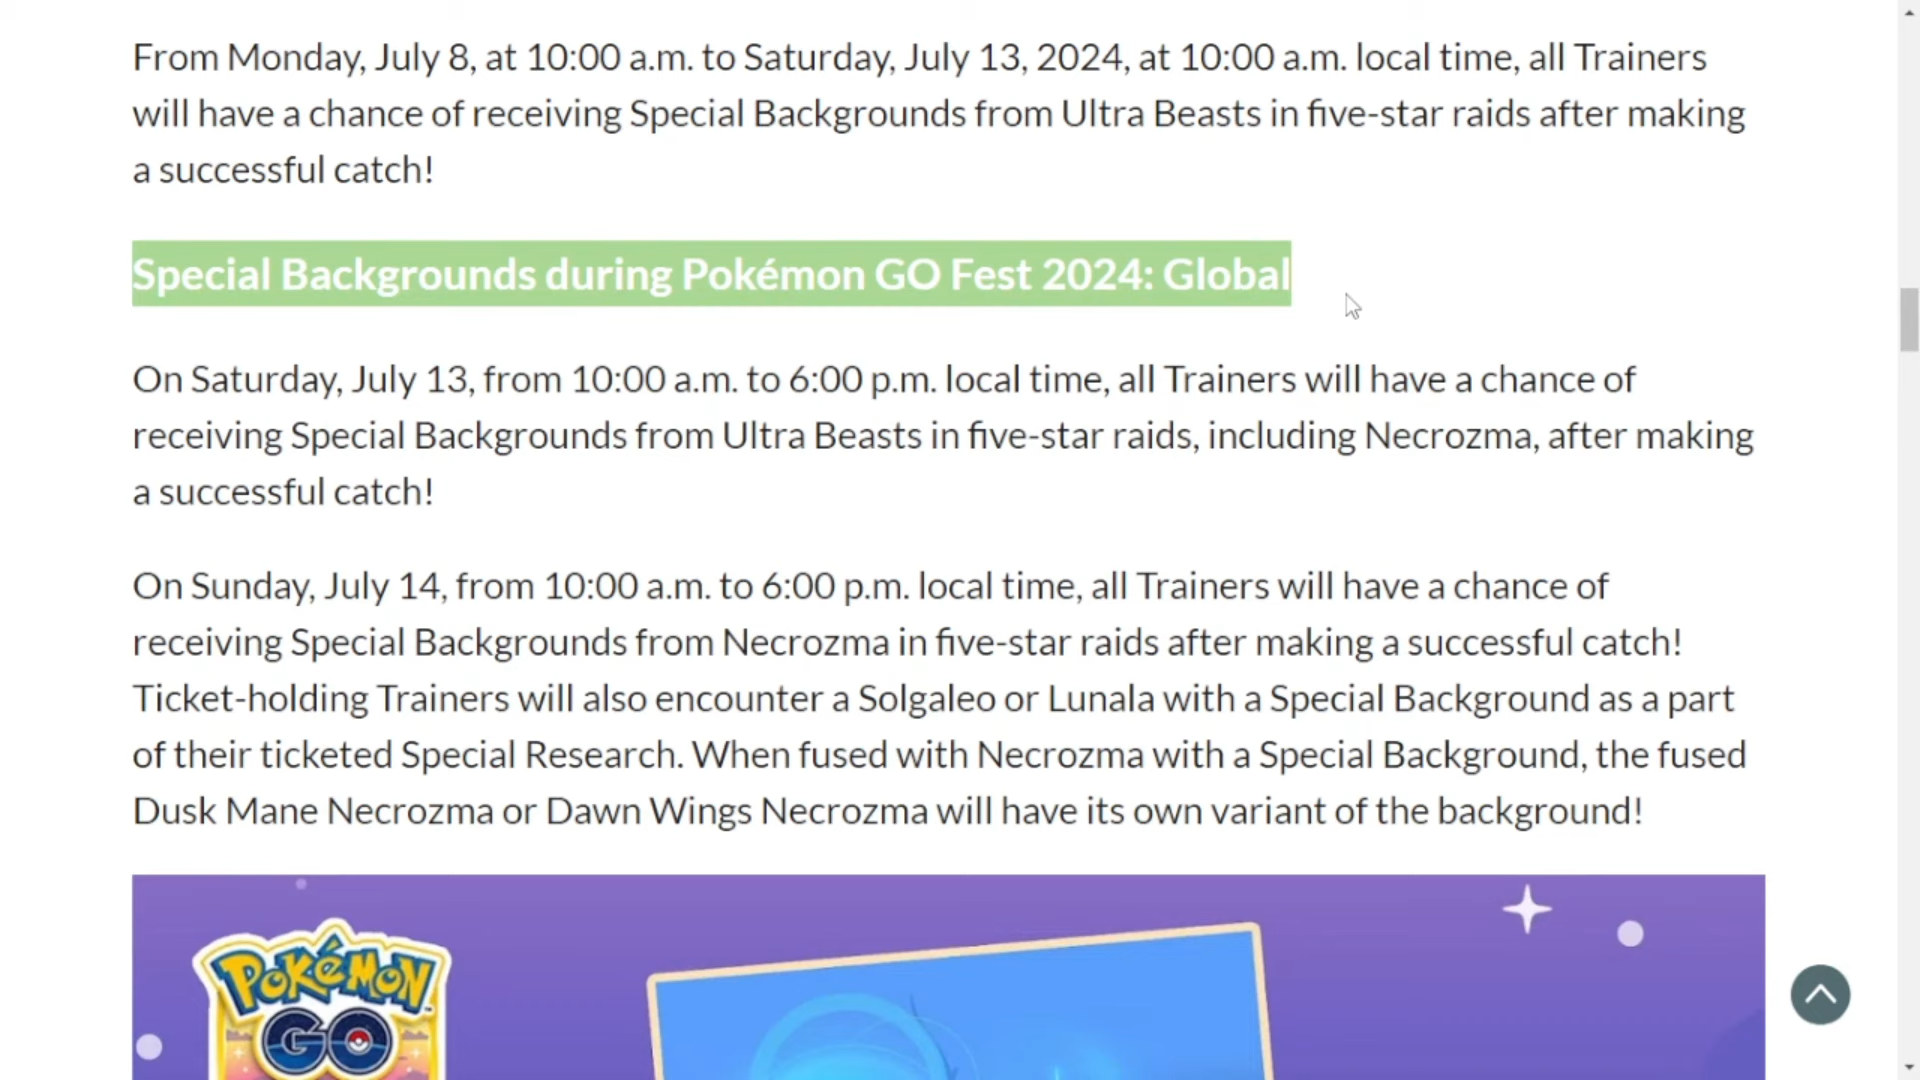 From Monday, July 8, at 10:00 a.m. to Saturday, July 13, 2024, at 10:00 a.m. local time, all Trainers
will have a chance of receiving Special Backgrounds from Ultra Beasts in five-star raids after making
a successful catch!
Special Backgrounds during Pokémon GO Fest 2024: Global
On Saturday, July 13, from 10:00 a.m. to 6:00 p.m. local time, all Trainers will have a chance of
receiving Special Backgrounds from Ultra Beasts in five-star raids, including Necrozma, after making
a successful catch!
On Sunday, July 14, from 10:00 a.m. to 6:00 p.m. local time, all Trainers will have a chance of
receiving Special Backgrounds from Necrozma in five-star raids after making a successful catch!
Ticket-holding Trainers will also encounter a Solgaleo or Lunala with a Special Background as a part
of their ticketed Special Research. When fused with Necrozma with a Special Background, the fused
Dusk Mane Necrozma or Dawn Wings Necrozma will have its own variant of the background!
POKéMON
GO